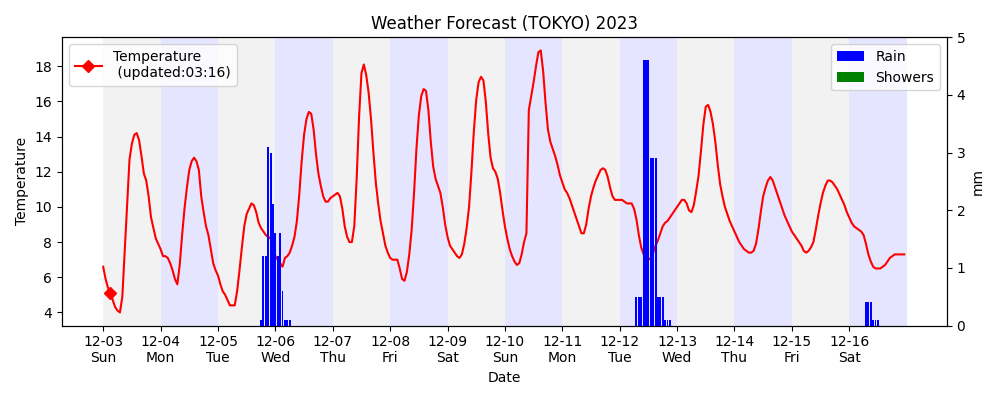 Weather Forecast (TOKYO) 2023
Temperature
(updated:03:16)
Rain
Showers
Temperature
18
16
14
12
10
8
6
4
5
4
3
2
1
0
mm
12-03 12-04 12-05 12-06 12-07 12-08 12-09 12-10 12-11 12-12 12-13 12-14 12-15 12-16
Sun Mon Tue Wed Thu Fri Sat Sun Mon Tue Wed Thu Fri Sat
Date